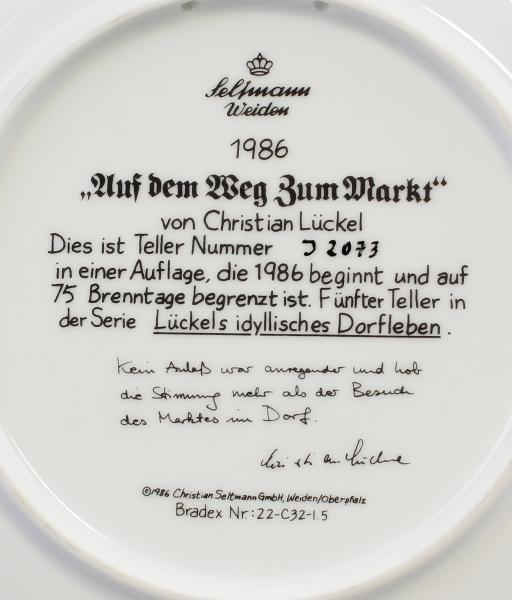 Seltmann
Weiden
1986
„Auf dem Weg Zum Markt“
von Christian Lückel
Dies ist Teller Nummer J 2073
in einer Auflage, die 1986 beginnt und auf
75 Brenntage begrenzt ist. Fünfter Teller in
der Serie Lückels idyllisches Dorfleben.
Kein Anlaß war anregender und hob
die Stimmung mehr als der Besuch
des Marktes im Dorf.
Christian Lückel
©1986 Christian Seltmann GmbH, Weiden/Oberpfalz
Bradex Nr.: 22-C32-1.5